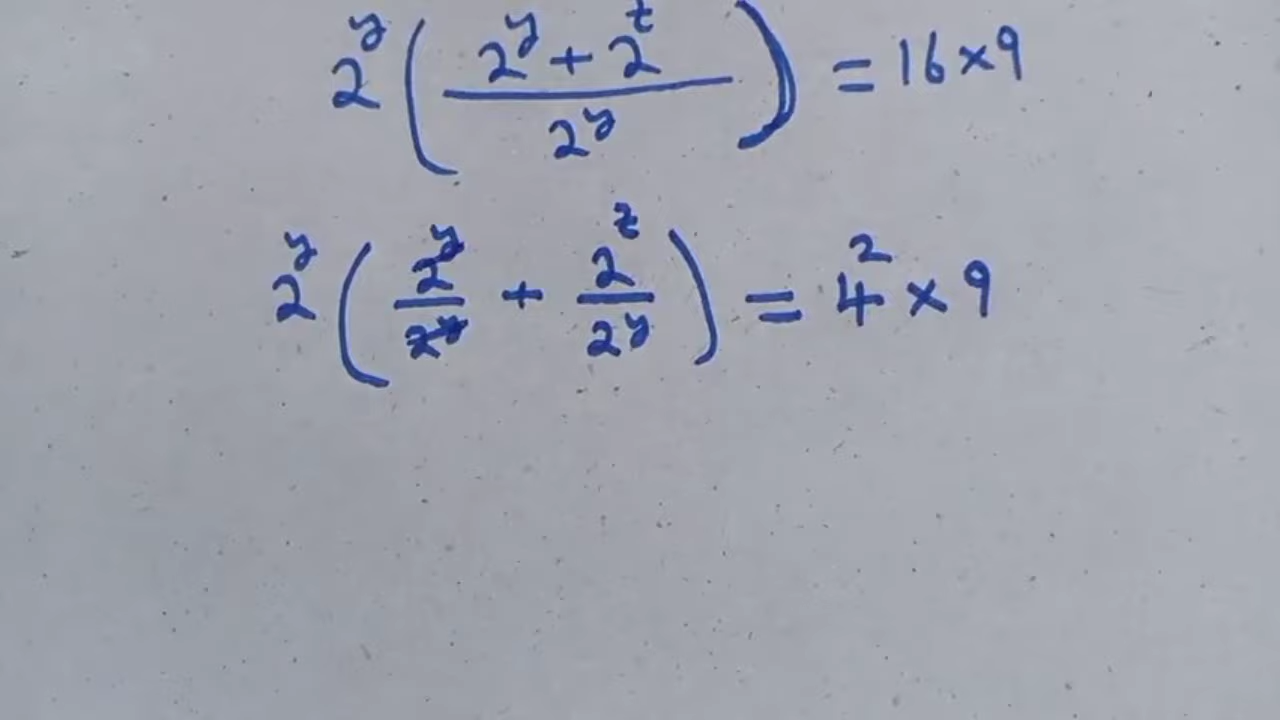 2^y ( (2^y + 2^z) / 2^y ) = 16 × 9
2^y ( 2^y / 2^y + 2^z / 2^y ) = 4^2 × 9